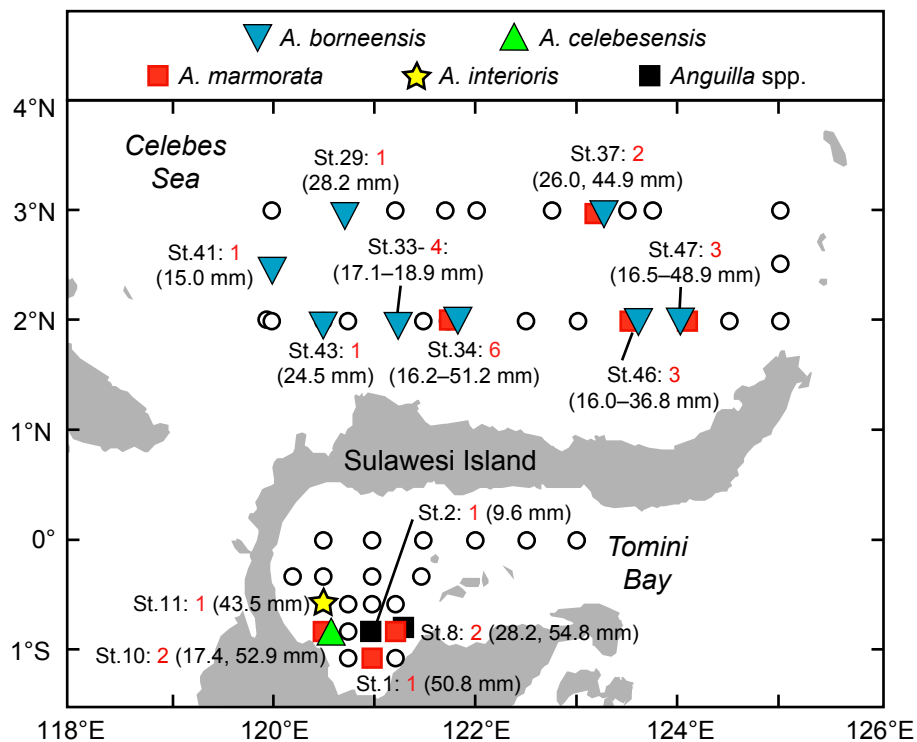 A. borneensis
A. celebesensis
A. marmorata
A. interioris
Anguilla spp.
4°N
3°N
2°N
1°N
0°
1°S
Celebes
Sea
St.29: 1
(28.2 mm)
St.37: 2
(26.0, 44.9 mm)
St.41: 1
(15.0 mm)
St.33- 4:
(17.1–18.9 mm)
St.47: 3
(16.5–48.9 mm)
St.43: 1
(24.5 mm)
St.34: 6
(16.2–51.2 mm)
St.46: 3
(16.0–36.8 mm)
Sulawesi Island
St.2: 1 (9.6 mm)
Tomini
Bay
St.11: 1 (43.5 mm)
St.8: 2 (28.2, 54.8 mm)
St.10: 2 (17.4, 52.9 mm)
St.1: 1 (50.8 mm)
118°E
120°E
122°E
124°E
126°E